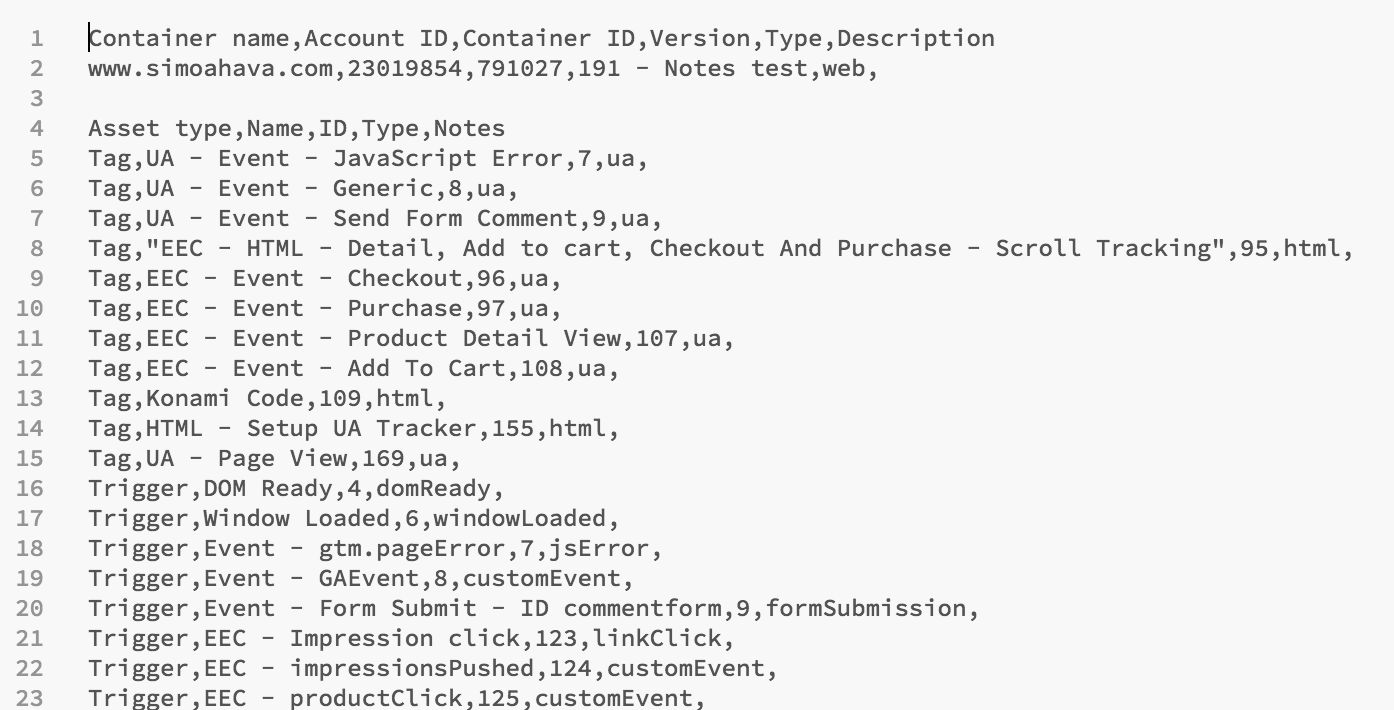 1 Container name,Account ID,Container ID,Version,Type,Description
2 www.simoahava.com,23019854,791027,191 - Notes test,web,
3
4 Asset type,Name,ID,Type,Notes
5 Tag,UA - Event - JavaScript Error,7,ua,
6 Tag,UA - Event - Generic,8,ua,
7 Tag,UA - Event - Send Form Comment,9,ua,
8 Tag,"EEC - HTML - Detail, Add to cart, Checkout And Purchase - Scroll Tracking",95,html,
9 Tag,EEC - Event - Checkout,96,ua,
10 Tag,EEC - Event - Purchase,97,ua,
11 Tag,EEC - Event - Product Detail View,107,ua,
12 Tag,EEC - Event - Add To Cart,108,ua,
13 Tag,Konami Code,109,html,
14 Tag,HTML - Setup UA Tracker,155,html,
15 Tag,UA - Page View,169,ua,
16 Trigger,DOM Ready,4,domReady,
17 Trigger,Window Loaded,6,windowLoaded,
18 Trigger,Event - gtm.pageError,7,jsError,
19 Trigger,Event - GAEvent,8,customEvent,
20 Trigger,Event - Form Submit - ID commentform,9,formSubmission,
21 Trigger,EEC - Impression click,123,linkClick,
22 Trigger,EEC - impressionsPushed,124,customEvent,
23 Trigger,EEC - productClick,125,customEvent,